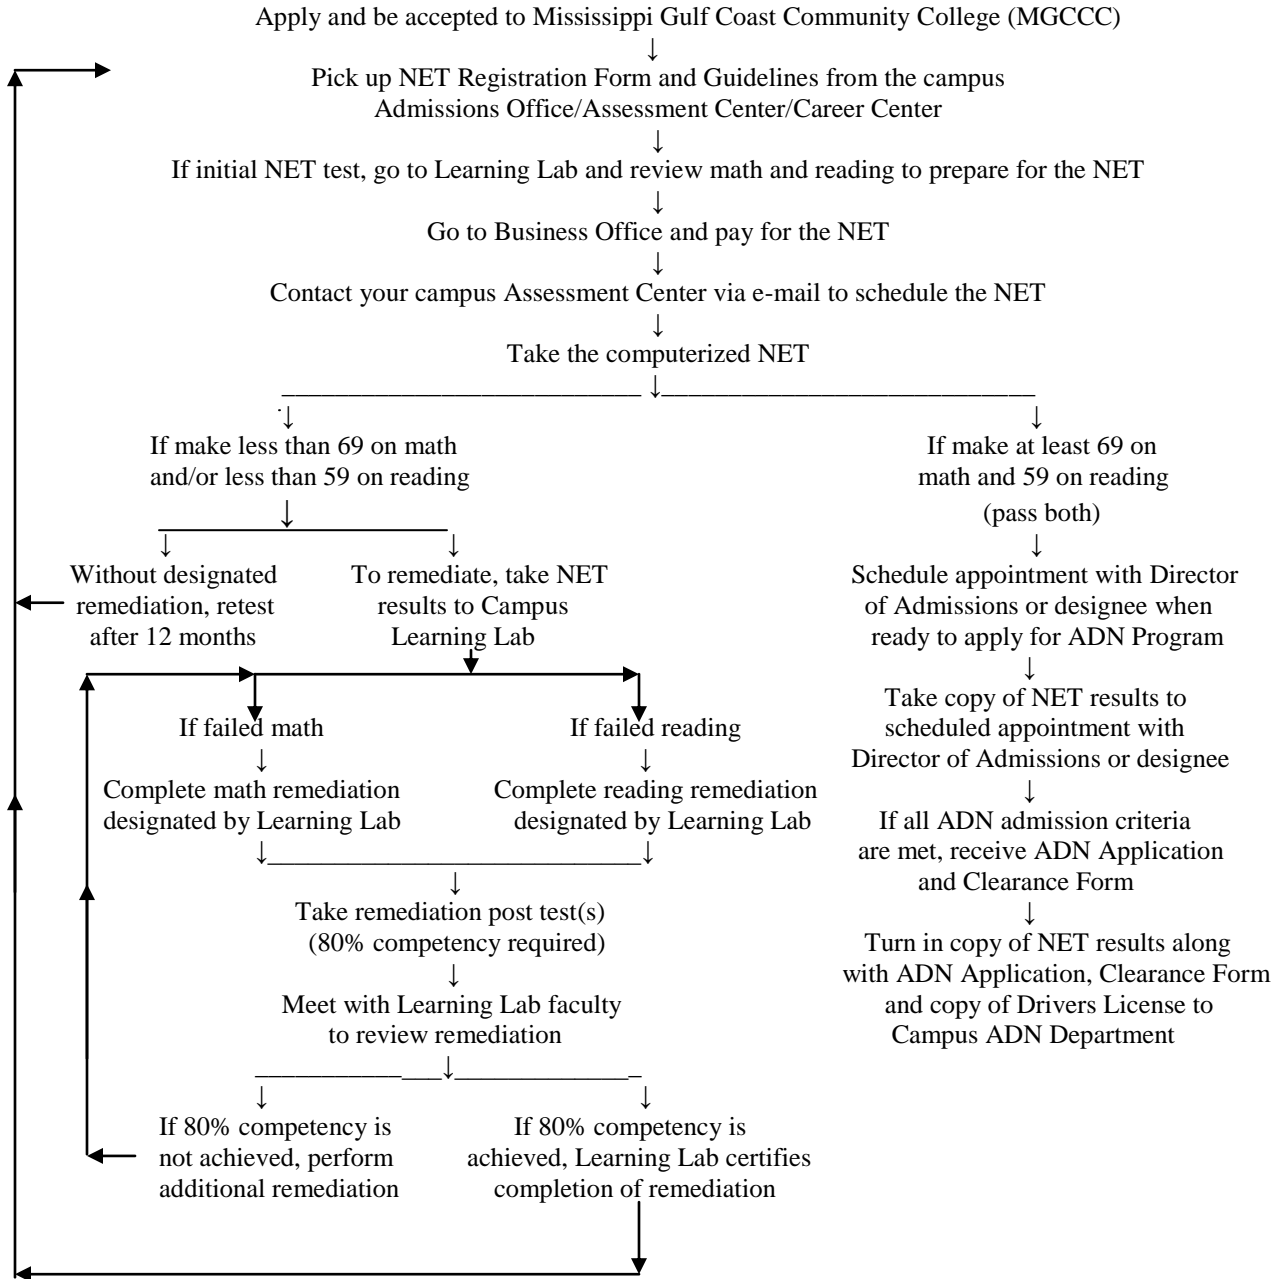 Apply and be accepted to Mississippi Gulf Coast Community College (MGCCC)
Pick up NET Registration Form and Guidelines from the campus
Admissions Office/Assessment Center/Career Center
If initial NET test, go to Learning Lab and review math and reading to prepare for the NET
Go to Business Office and pay for the NET
Contact your campus Assessment Center via e-mail to schedule the NET
Take the computerized NET
If make less than 69 on math
and/or less than 59 on reading
Without designated
remediation, retest
after 12 months
To remediate, take NET
results to Campus
Learning Lab
If failed math
Complete math remediation
designated by Learning Lab
If failed reading
Complete reading remediation
designated by Learning Lab
Take remediation post test(s)
(80% competency required)
Meet with Learning Lab faculty
to review remediation
If 80% competency is
not achieved, perform
additional remediation
If 80% competency is
achieved, Learning Lab certifies
completion of remediation
If make at least 69 on
math and 59 on reading
(pass both)
Schedule appointment with Director
of Admissions or designee when
ready to apply for ADN Program
Take copy of NET results to
scheduled appointment with
Director of Admissions or designee
If all ADN admission criteria
are met, receive ADN Application
and Clearance Form
Turn in copy of NET results along
with ADN Application, Clearance Form
and copy of Drivers License to
Campus ADN Department